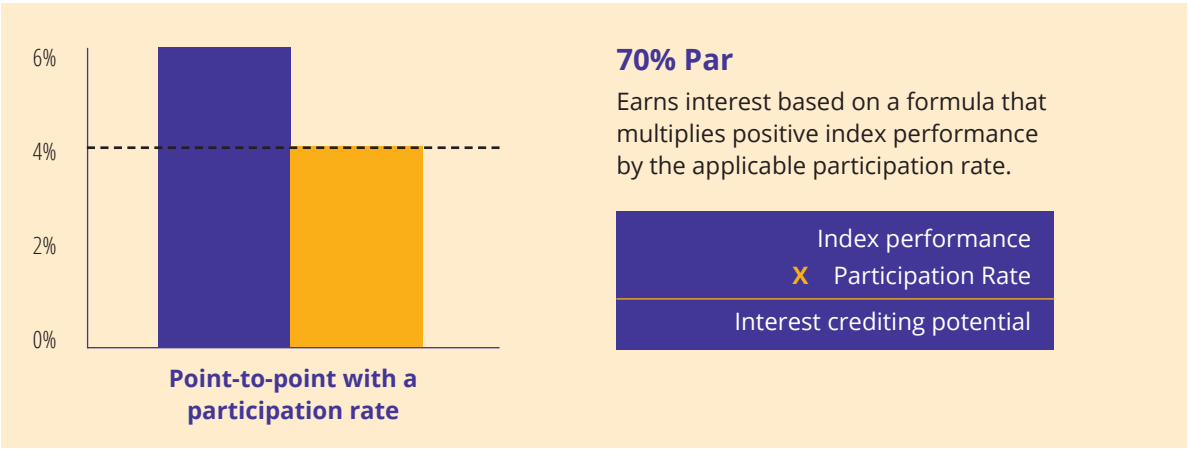 6%
4%
2%
0%
Point-to-point with a
participation rate
70% Par
Earns interest based on a formula that
multiplies positive index performance
by the applicable participation rate.
Index performance
X Participation Rate
Interest crediting potential